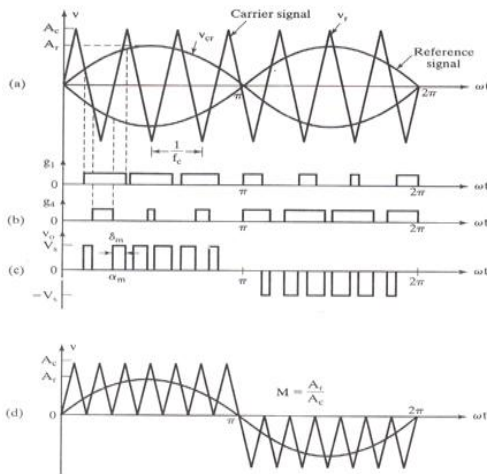 v
Carrier signal
A_c
A_r
v_cr
v_r
Reference signal
(a)
0
π
2π
ωt
1
f_c
g_1
0
π
2π
ωt
(b)
g_4
0
ωt
v_o
V_s
δ_m
(c)
0
α_m
π
2π
ωt
−V_s
v
A_c
A_r
M = A_r / A_c
(d)
0
π
2π
ωt